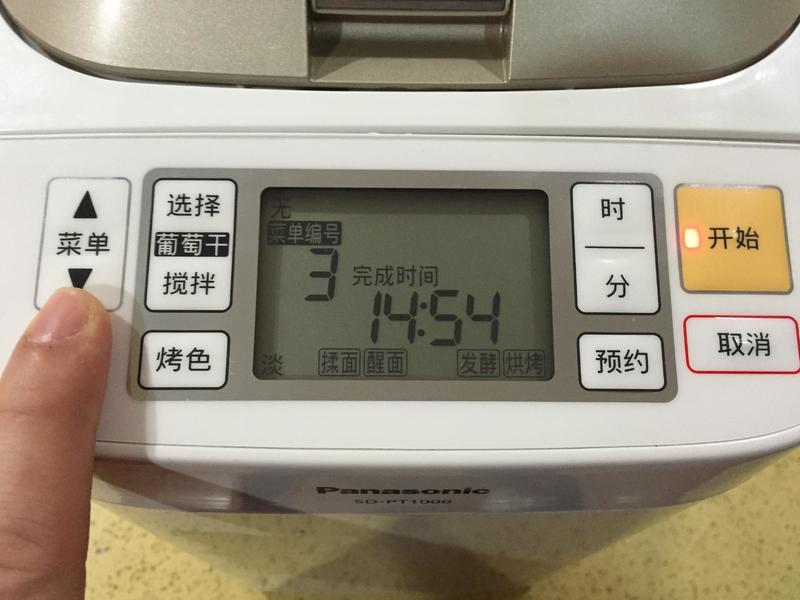 ▲
菜单
▼
选择
葡萄干
搅拌
烤色
无
菜单编号
3 完成时间
14:54
淡 揉面 醒面 发酵 烘烤
时
分
预约
开始
取消
Panasonic
SD-PT1000